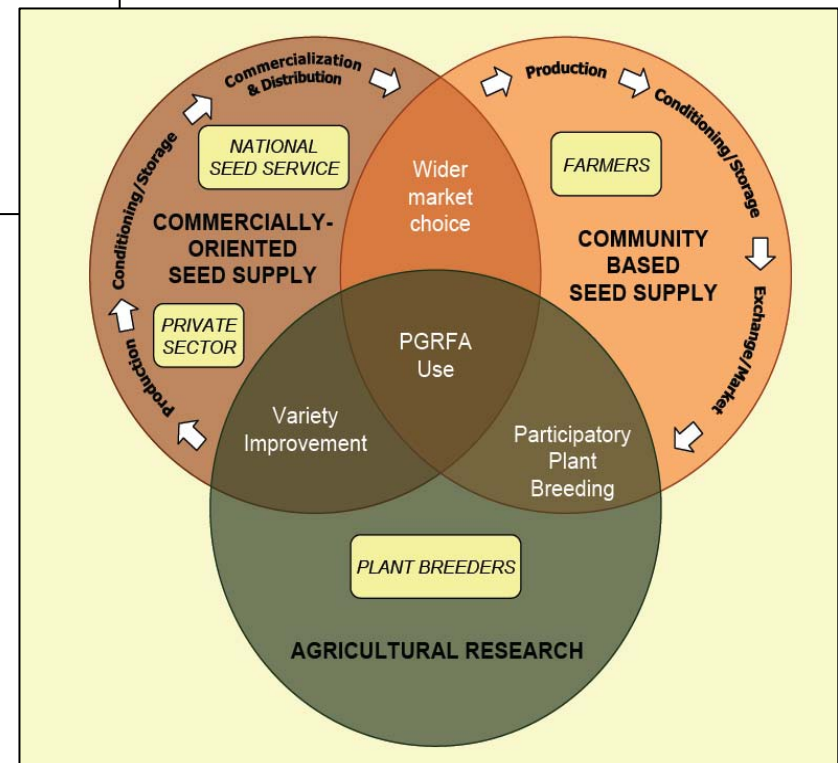 Commercialization
& Distribution
Conditioning/Storage
Production
NATIONAL
SEED SERVICE
COMMERCIALLY-
ORIENTED
SEED SUPPLY
PRIVATE
SECTOR
Wider
market
choice
Production
Conditioning/Storage
Exchange/Market
FARMERS
COMMUNITY
BASED
SEED SUPPLY
PGRFA
Use
Variety
Improvement
Participatory
Plant
Breeding
PLANT BREEDERS
AGRICULTURAL RESEARCH